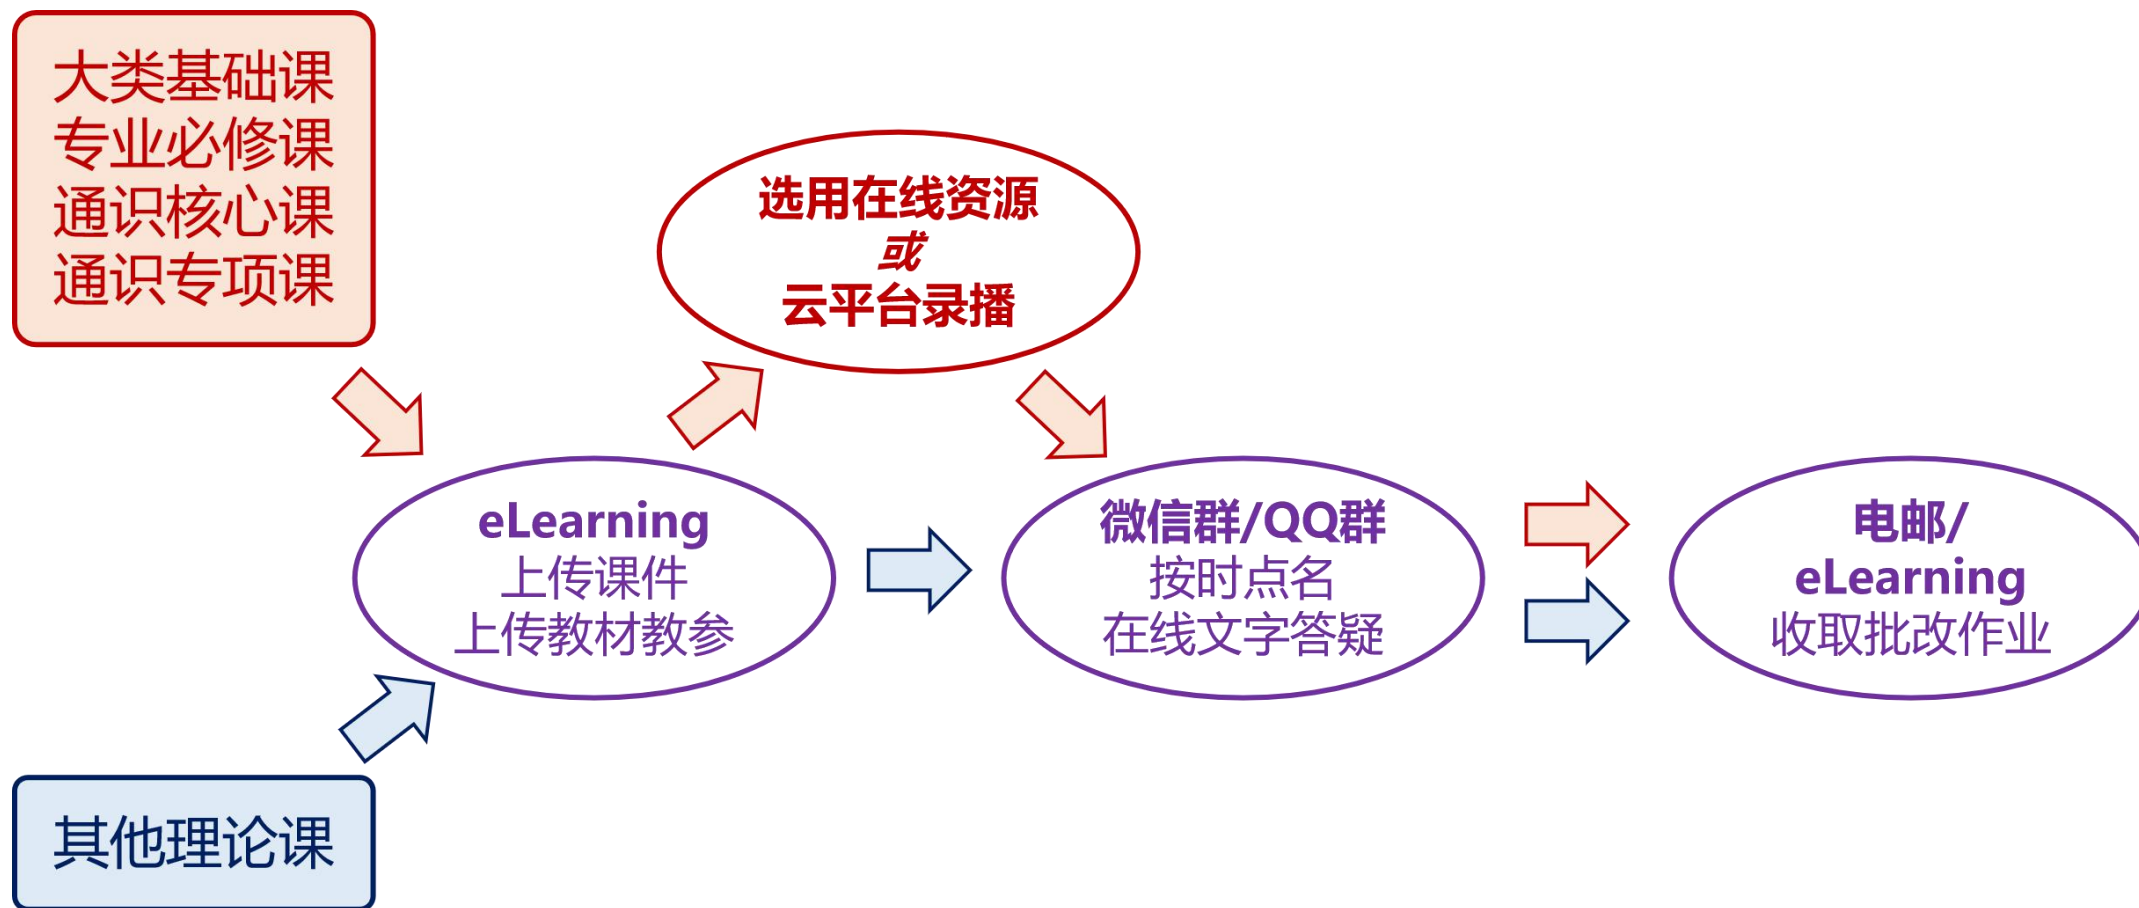 大类基础课
专业必修课
通识核心课
通识专项课
选用在线资源
或
云平台录播
eLearning
上传课件
上传教材教参
微信群/QQ群
按时点名
在线文字答疑
电邮/
eLearning
收取批改作业
其他理论课